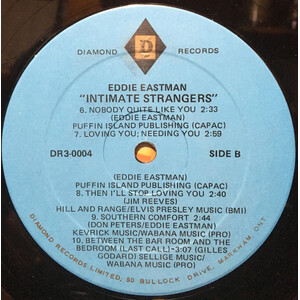 DIAMOND D RECORDS
EDDIE EASTMAN
"INTIMATE STRANGERS"
6. NOBODY QUITE LIKE YOU 2:33
(EDDIE EASTMAN)
PUFFIN ISLAND PUBLISHING (CAPAC)
7. LOVING YOU; NEEDING YOU 2:59
DR3-0004 SIDE B
(EDDIE EASTMAN)
PUFFIN ISLAND PUBLISHING (CAPAC)
8. THEN I'LL STOP LOVING YOU 2:40
(JIM REEVES)
HILL AND RANGE/ELVIS PRESLEY MUSIC (BMI)
9. SOUTHERN COMFORT 2:44
(DON PETERS/EDDIE EASTMAN)
KEVRICK MUSIC/WABANA MUSIC (PRO)
10. BETWEEN THE BAR ROOM AND THE
BEDROOM (LAST CALL) -3:07 (GILLES
GODARD) SELLIGE MUSIC/
WABANA MUSIC (PRO)
DIAMOND RECORDS LIMITED, 50 BULLOCK DRIVE, MARKHAM ONT.